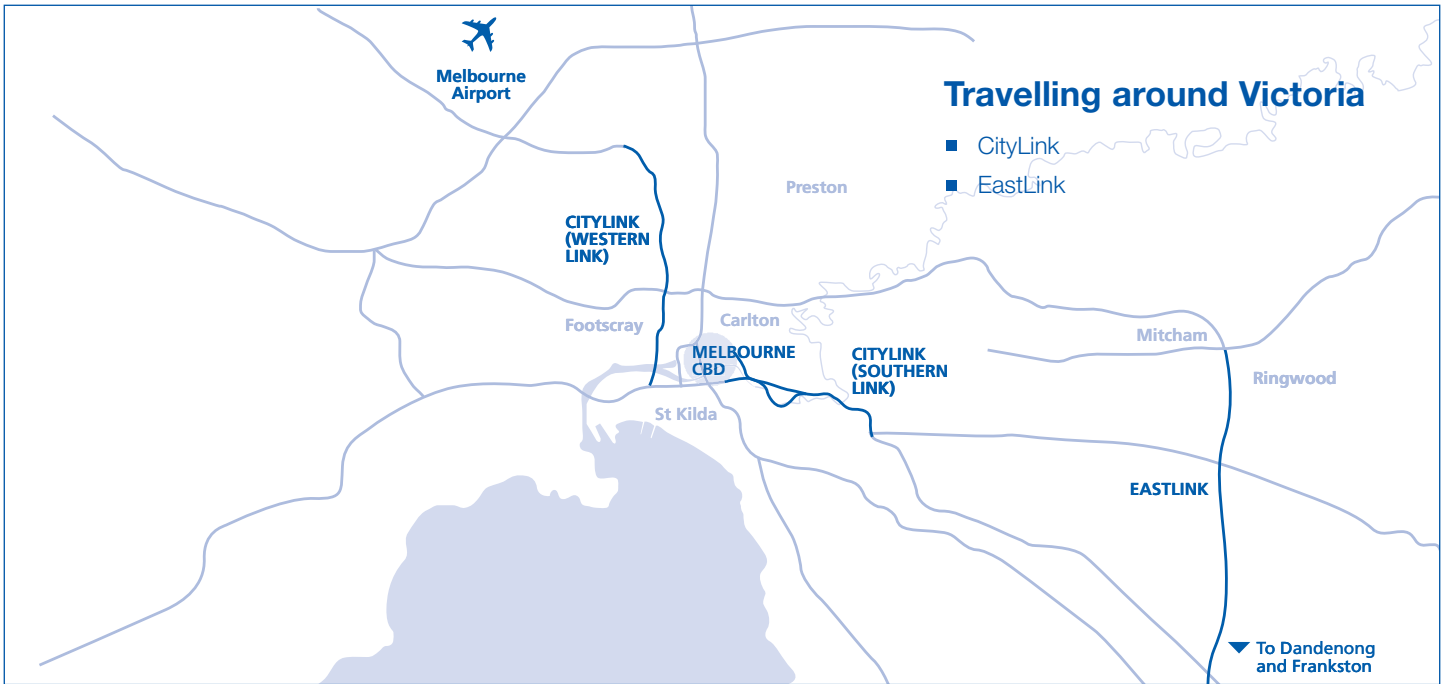 Melbourne
Airport
Travelling around Victoria
CityLink
EastLink
Preston
CITYLINK
(WESTERN
LINK)
Footscray
Carlton
MELBOURNE
CBD
CITYLINK
(SOUTHERN
LINK)
Mitcham
Ringwood
St Kilda
EASTLINK
To Dandenong
and Frankston